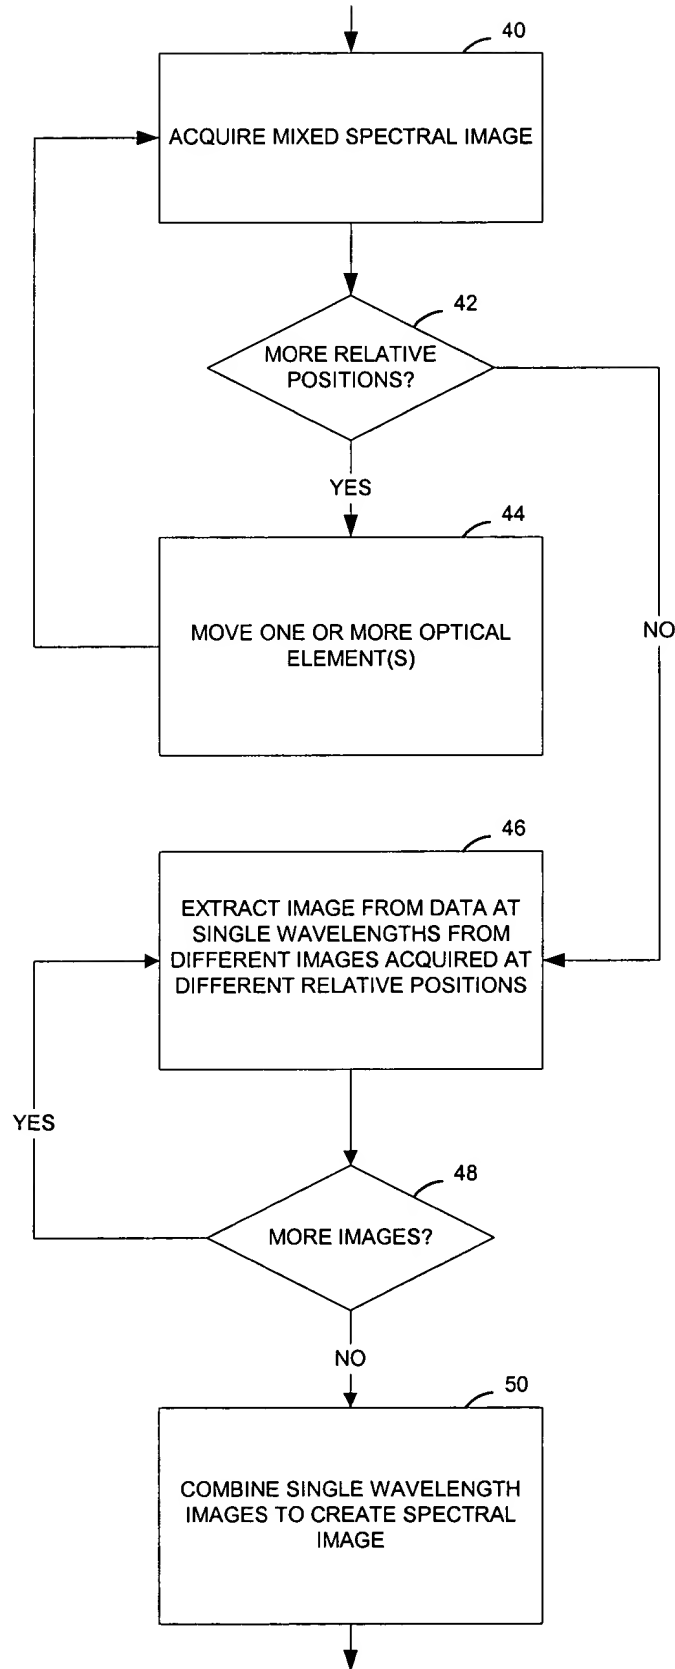 40
ACQUIRE MIXED SPECTRAL IMAGE
42
MORE RELATIVE
POSITIONS?
YES
44
MOVE ONE OR MORE OPTICAL
ELEMENT(S)
NO
46
EXTRACT IMAGE FROM DATA AT
SINGLE WAVELENGTHS FROM
DIFFERENT IMAGES ACQUIRED AT
DIFFERENT RELATIVE POSITIONS
YES
48
MORE IMAGES?
NO
50
COMBINE SINGLE WAVELENGTH
IMAGES TO CREATE SPECTRAL
IMAGE